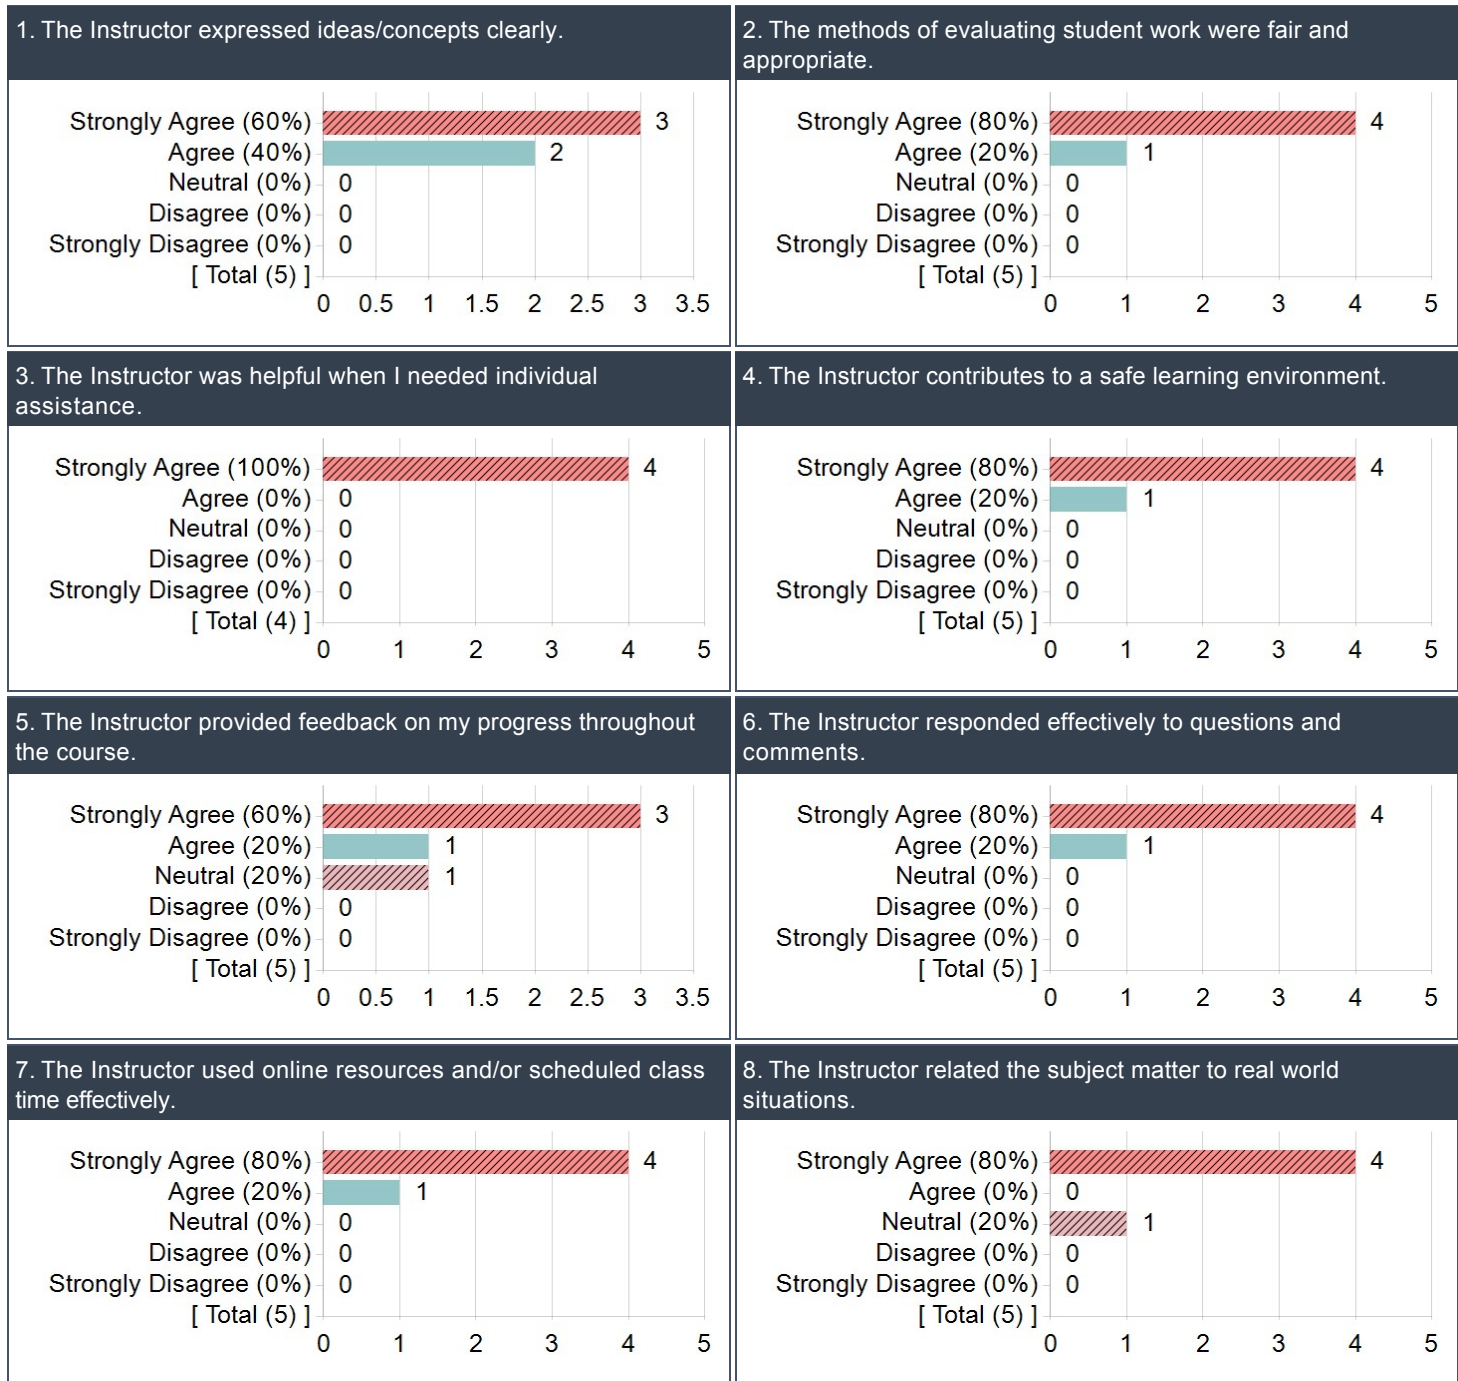 1. The Instructor expressed ideas/concepts clearly.
Strongly Agree (60%) 3
Agree (40%) 2
Neutral (0%) 0
Disagree (0%) 0
Strongly Disagree (0%) 0
[ Total (5) ]
0 0.5 1 1.5 2 2.5 3 3.5
2. The methods of evaluating student work were fair and
appropriate.
Strongly Agree (80%) 4
Agree (20%) 1
Neutral (0%) 0
Disagree (0%) 0
Strongly Disagree (0%) 0
[ Total (5) ]
0 1 2 3 4 5
3. The Instructor was helpful when I needed individual
assistance.
Strongly Agree (100%) 4
Agree (0%) 0
Neutral (0%) 0
Disagree (0%) 0
Strongly Disagree (0%) 0
[ Total (4) ]
0 1 2 3 4 5
4. The Instructor contributes to a safe learning environment.
Strongly Agree (80%) 4
Agree (20%) 1
Neutral (0%) 0
Disagree (0%) 0
Strongly Disagree (0%) 0
[ Total (5) ]
0 1 2 3 4 5
5. The Instructor provided feedback on my progress throughout
the course.
Strongly Agree (60%) 3
Agree (20%) 1
Neutral (20%) 1
Disagree (0%) 0
Strongly Disagree (0%) 0
[ Total (5) ]
0 0.5 1 1.5 2 2.5 3 3.5
6. The Instructor responded effectively to questions and
comments.
Strongly Agree (80%) 4
Agree (20%) 1
Neutral (0%) 0
Disagree (0%) 0
Strongly Disagree (0%) 0
[ Total (5) ]
0 1 2 3 4 5
7. The Instructor used online resources and/or scheduled class
time effectively.
Strongly Agree (80%) 4
Agree (20%) 1
Neutral (0%) 0
Disagree (0%) 0
Strongly Disagree (0%) 0
[ Total (5) ]
0 1 2 3 4 5
8. The Instructor related the subject matter to real world
situations.
Strongly Agree (80%) 4
Agree (0%) 0
Neutral (20%) 1
Disagree (0%) 0
Strongly Disagree (0%) 0
[ Total (5) ]
0 1 2 3 4 5